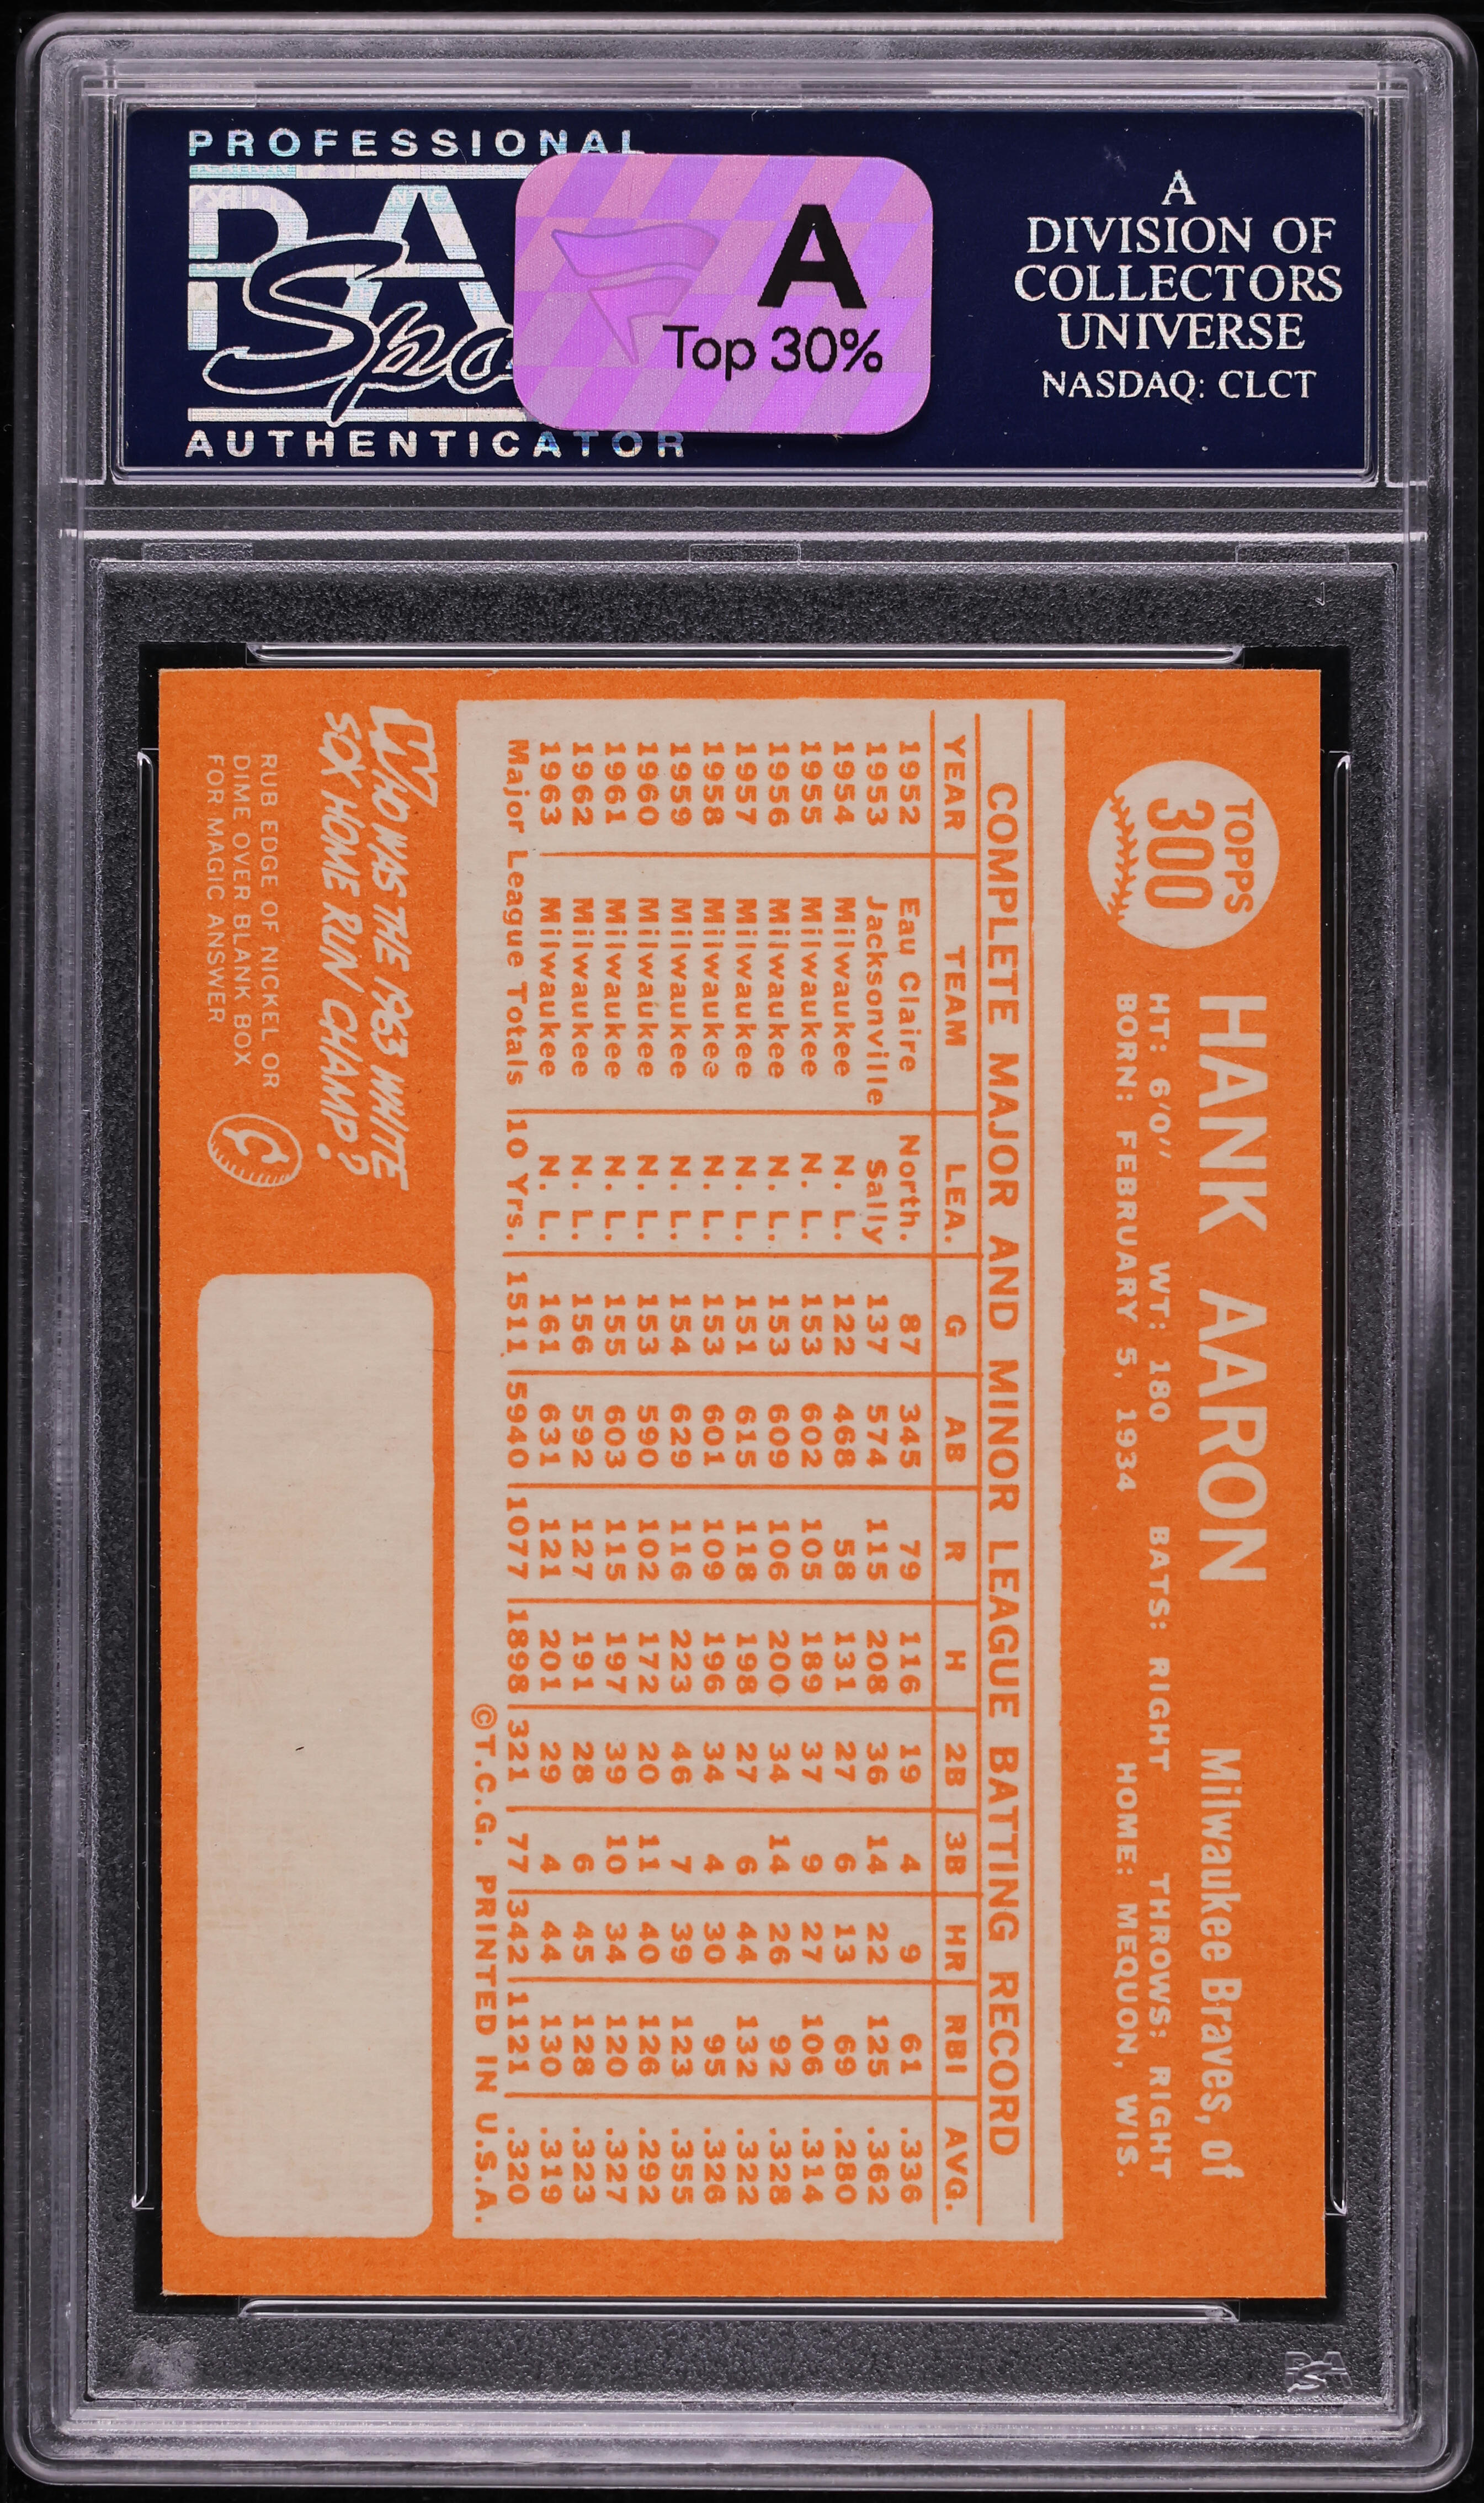 PROFESSIONAL
PSA
Spo
AUTHENTICATOR
A
Top 30%
A
DIVISION OF
COLLECTORS
UNIVERSE
NASDAQ: CLCT
TOPPS
300
HANK AARON Milwaukee Braves, of
HT: 6'0" WT: 180 BATS: RIGHT THROWS: RIGHT
BORN: FEBRUARY 5, 1934 HOME: MEQUON, WIS.
COMPLETE MAJOR AND MINOR LEAGUE BATTING RECORD
YEAR TEAM LEA. G AB R H 2B 3B HR RBI AVG.
1952 Eau Claire North. 87 345 79 116 19 4 9 61 .336
1953 Jacksonville Sally 137 574 115 208 36 14 22 125 .362
1954 Milwaukee N. L. 122 468 58 131 27 6 13 69 .280
1955 Milwaukee N. L. 153 602 105 189 37 9 27 106 .314
1956 Milwaukee N. L. 153 609 106 200 34 14 26 92 .328
1957 Milwaukee N. L. 151 615 118 198 27 6 44 132 .322
1958 Milwaukee N. L. 153 601 109 196 34 4 30 95 .326
1959 Milwaukee N. L. 154 629 116 223 46 7 39 123 .355
1960 Milwaukee N. L. 153 590 102 172 20 11 40 126 .292
1961 Milwaukee N. L. 155 603 115 197 39 10 34 120 .327
1962 Milwaukee N. L. 156 592 127 191 28 6 45 128 .323
1963 Milwaukee N. L. 161 631 121 201 29 4 44 130 .319
Major League Totals 10 Yrs. 1511 5940 1077 1898 321 77 342 1121 .320
©T.C.G. PRINTED IN U.S.A.
WHO WAS THE 1963 WHITE
SOX HOME RUN CHAMP?
RUB EDGE OF NICKEL OR
DIME OVER BLANK BOX
FOR MAGIC ANSWER
C
PSA